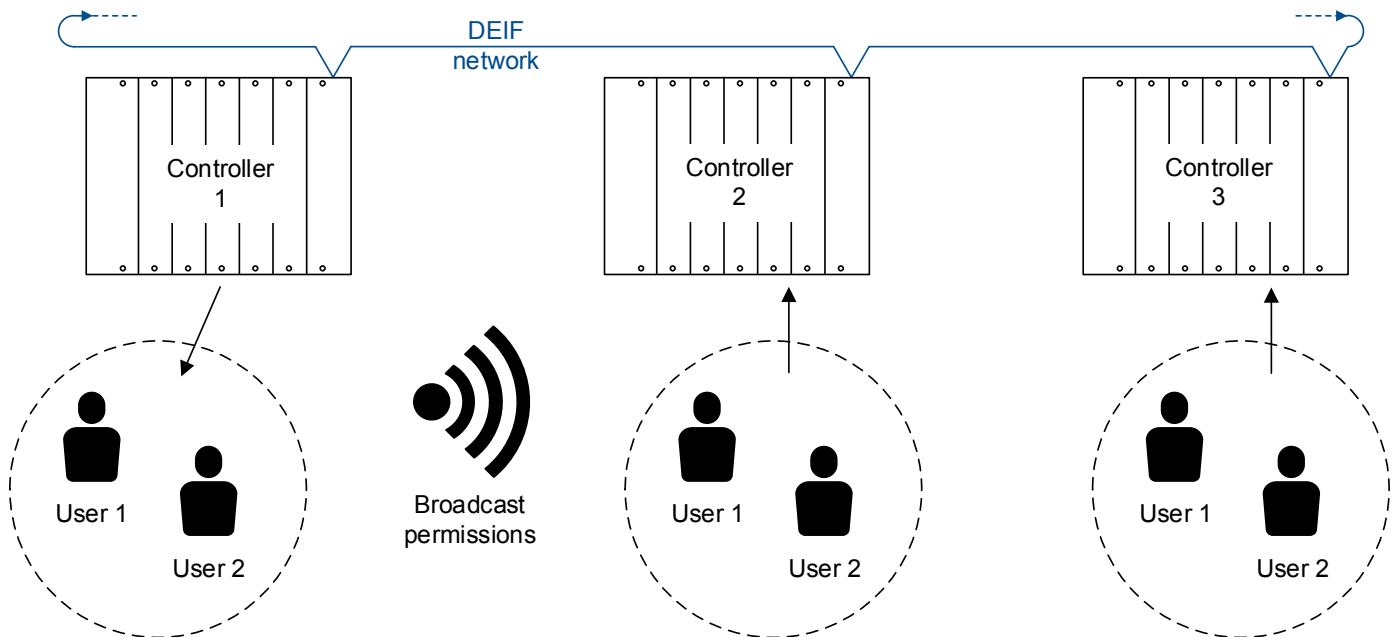 DEIF
network
Controller
1
Controller
2
Controller
3
User 1
User 2
Broadcast
permissions
User 1
User 2
User 1
User 2